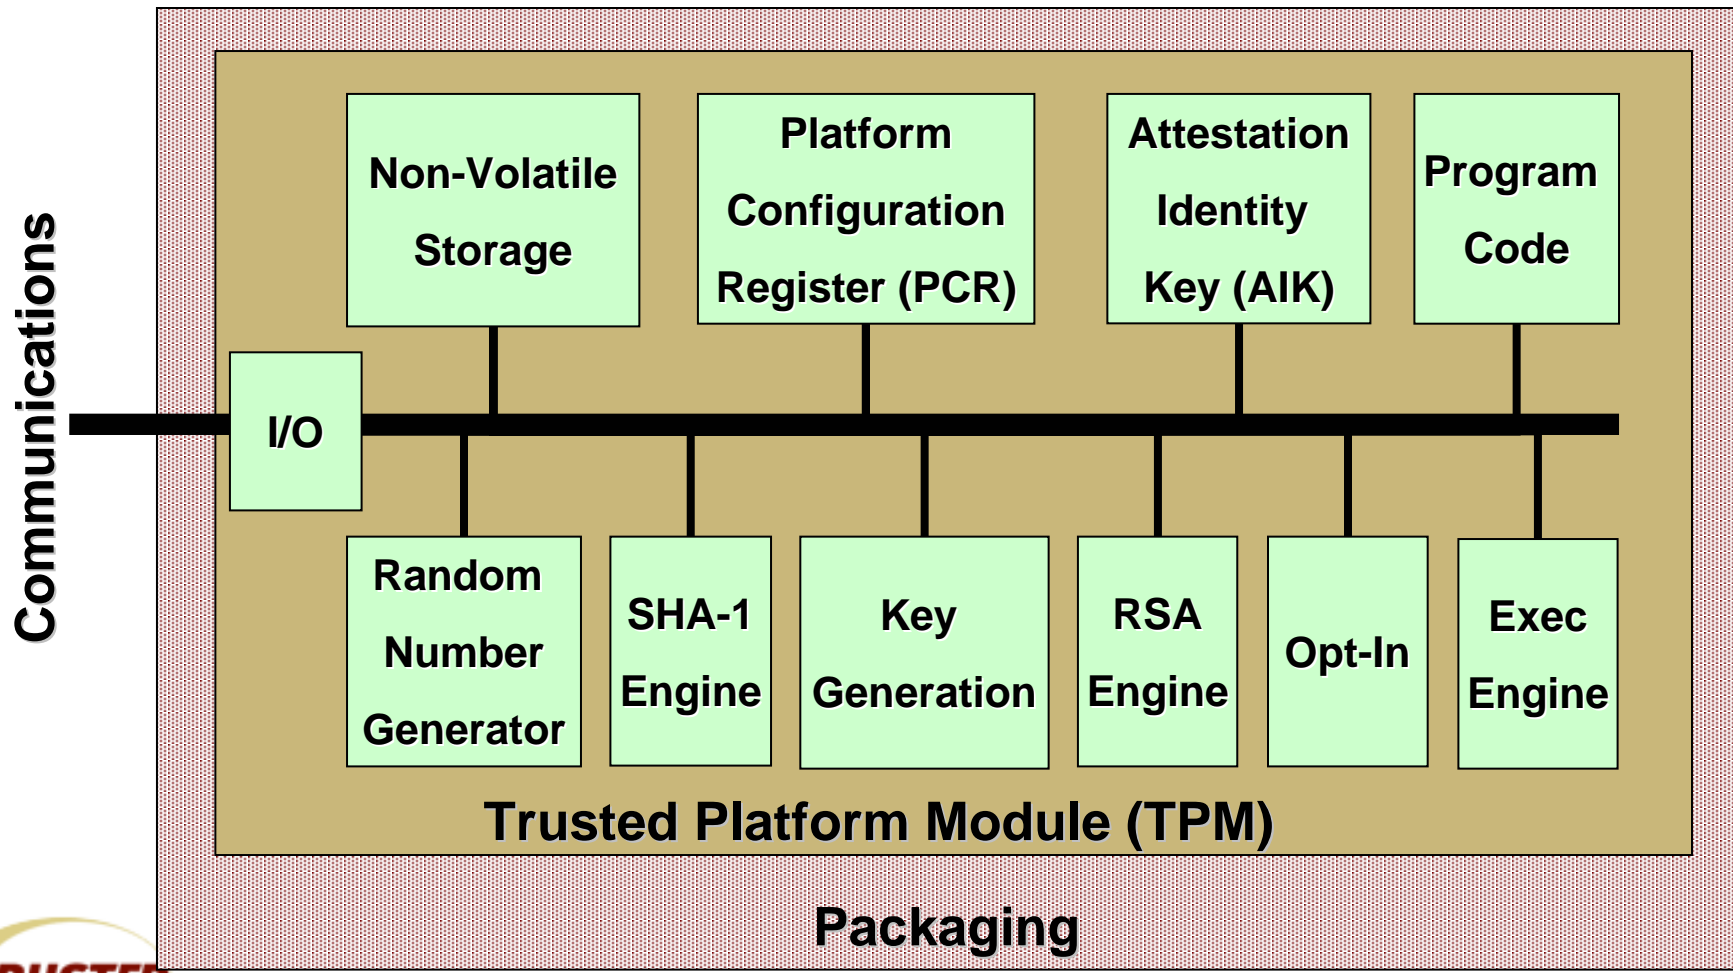 Communications
Non-Volatile
Storage
Platform
Configuration
Register (PCR)
Attestation
Identity
Key (AIK)
Program
Code
I/O
Random
Number
Generator
SHA-1
Engine
Key
Generation
RSA
Engine
Opt-In
Exec
Engine
Trusted Platform Module (TPM)
Packaging